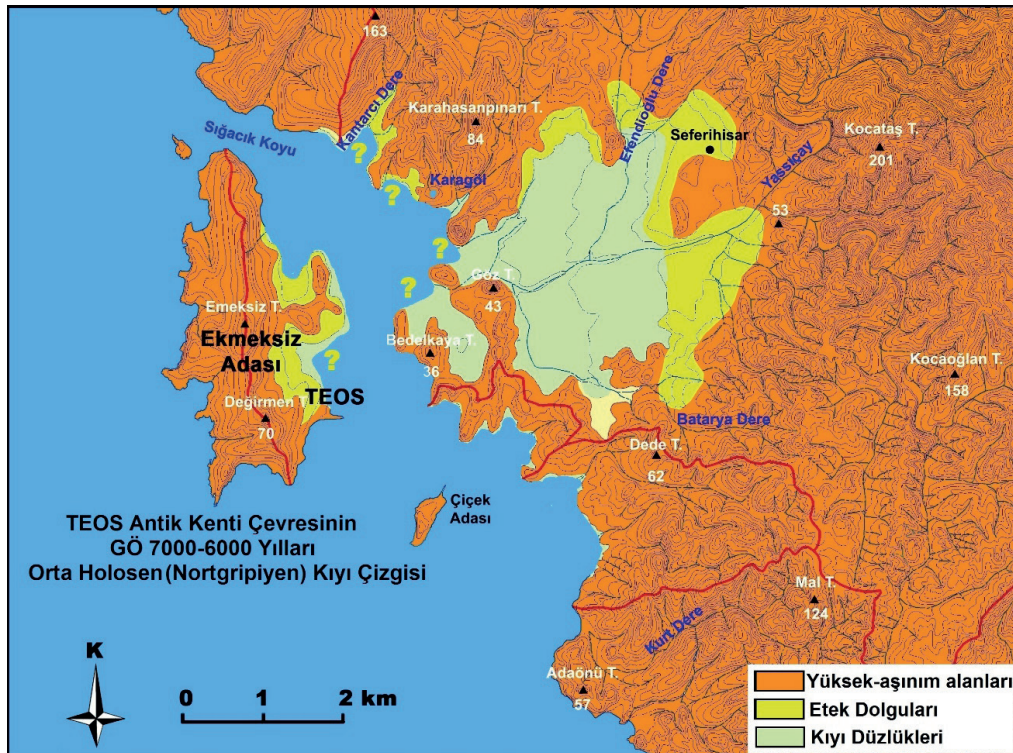 163
Kantarcı Dere
Karahasanpınarı T.
84
Efendioğlu Dere
Seferihisar
Kocataş T.
201
Sığacık Koyu
?
Karagöl
?
Yassıçay
53
?
?
Göz T.
43
Emeksiz T.
Ekmeksiz
Adası
Bedelkaya T.
36
?
TEOS
Değirmen T.
70
Kocaoğlan T.
158
Batarya Dere
Dede T.
62
Çiçek
Adası
TEOS Antik Kenti Çevresinin
GÖ 7000-6000 Yılları
Orta Holosen (Nortgripiyen) Kıyı Çizgisi
Mal T.
124
Kurt Dere
Adaönü T.
57
K
0 1 2 km
Yüksek-aşınım alanları
Etek Dolguları
Kıyı Düzlükleri